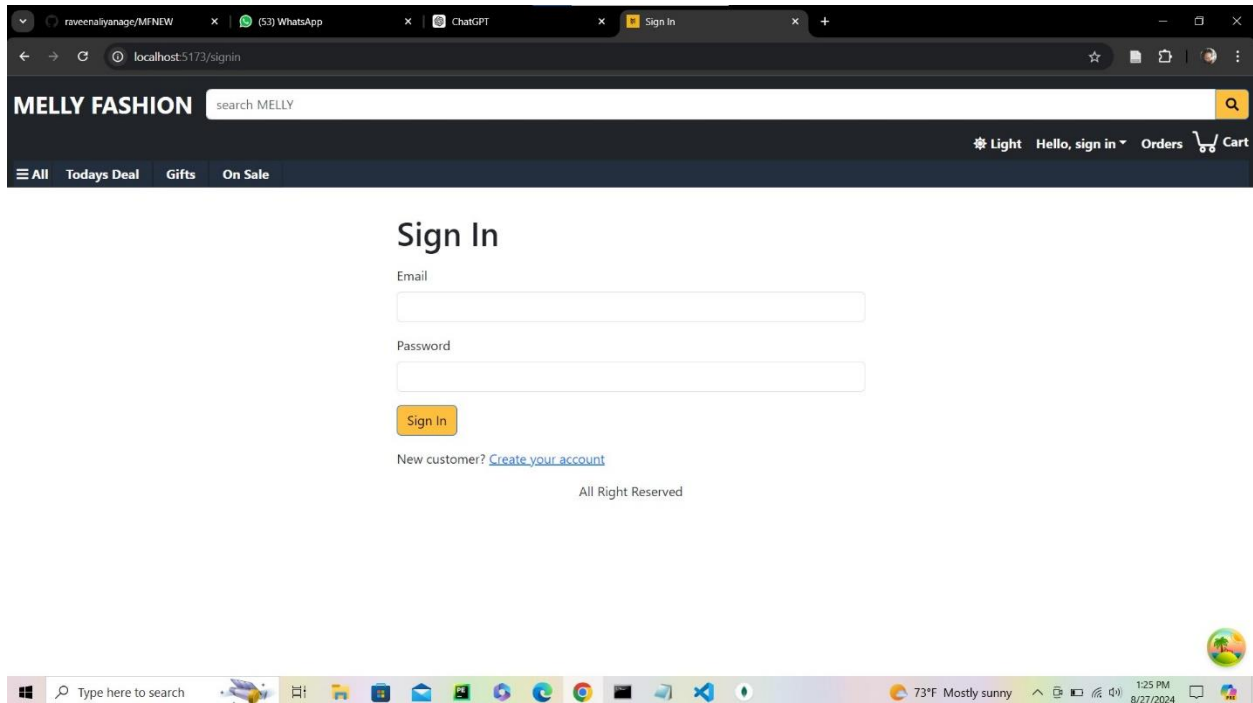 raveenaliyanage/MFNEW (53) WhatsApp ChatGPT Sign In
localhost:5173/signin
MELLY FASHION search MELLY
Light Hello, sign in Orders Cart
All Todays Deal Gifts On Sale
Sign In
Email
Password
Sign In
New customer? Create your account
All Right Reserved
Type here to search 73°F Mostly sunny 1:25 PM
8/27/2024